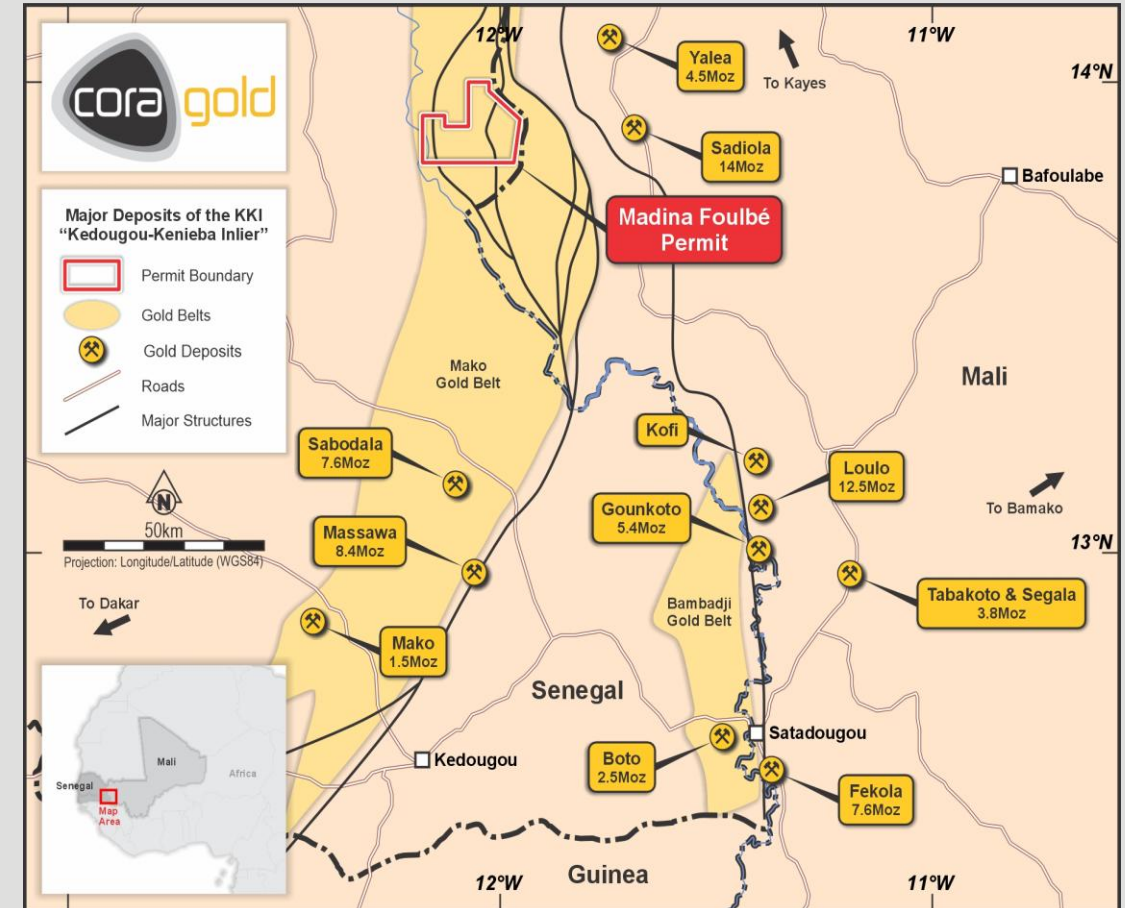 cora gold
Major Deposits of the KKI
“Kedougou-Kenieba Inlier”
Permit Boundary
Gold Belts
Gold Deposits
Roads
Major Structures
N
50km
Projection: Longitude/Latitude (WGS84)
To Dakar
Senegal
Mali
Africa
Map
Area
12°W
11°W
14°N
Yalea
4.5Moz
To Kayes
Sadiola
14Moz
Bafoulabe
Madina Foulbé
Permit
Mako
Gold Belt
Mali
Kofi
Sabodala
7.6Moz
Loulo
12.5Moz
Gounkoto
5.4Moz
To Bamako
Massawa
8.4Moz
13°N
Tabakoto & Segala
3.8Moz
Bambadji
Gold Belt
Mako
1.5Moz
Senegal
Satadougou
Kedougou
Boto
2.5Moz
Fekola
7.6Moz
Guinea
12°W
11°W